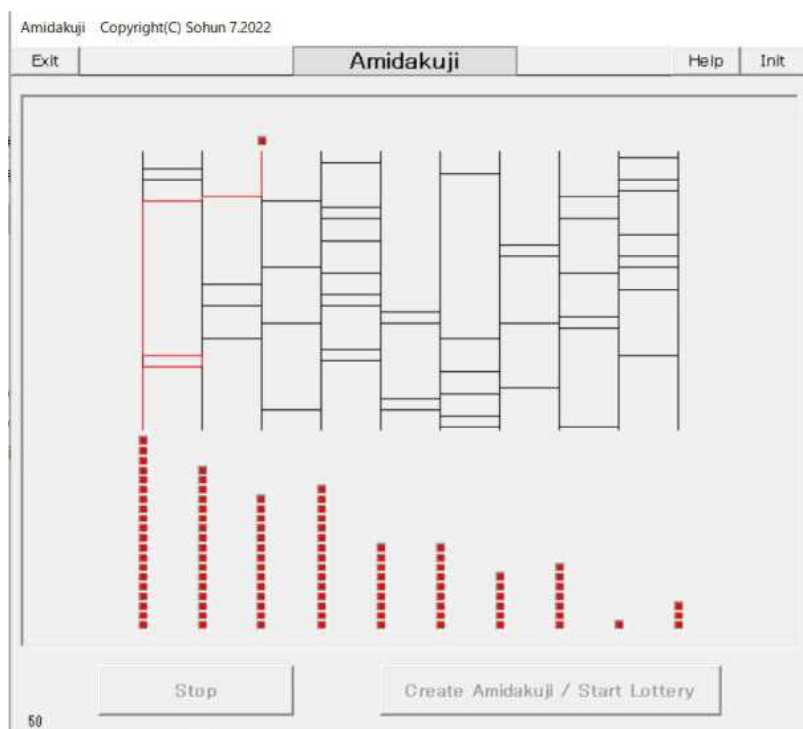 Amidakuji Copyright(C) Sohun 7.2022
Exit Amidakuji Help Init
Stop Create Amidakuji / Start Lottery
50